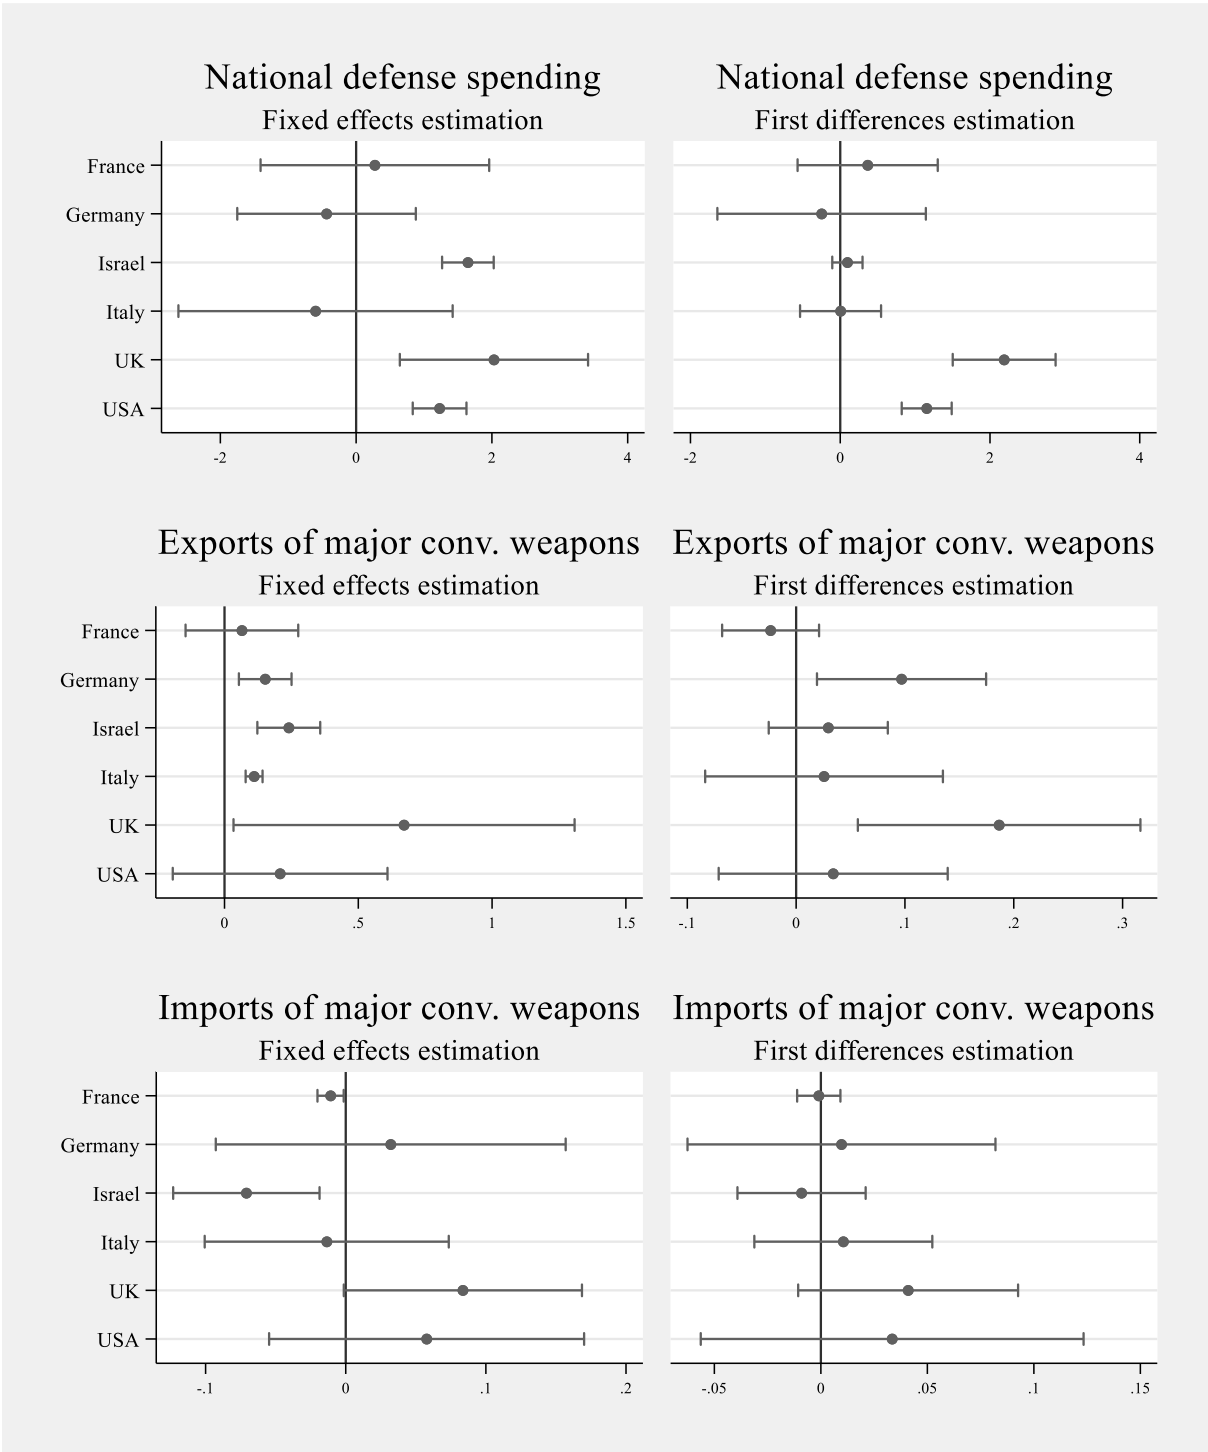 National defense spending
Fixed effects estimation
France
Germany
Israel
Italy
UK
USA
-2 0 2 4
National defense spending
First differences estimation
-2 0 2 4
Exports of major conv. weapons
Fixed effects estimation
France
Germany
Israel
Italy
UK
USA
0 .5 1 1.5
Exports of major conv. weapons
First differences estimation
-.1 0 .1 .2 .3
Imports of major conv. weapons
Fixed effects estimation
France
Germany
Israel
Italy
UK
USA
-.1 0 .1 .2
Imports of major conv. weapons
First differences estimation
-.05 0 .05 .1 .15